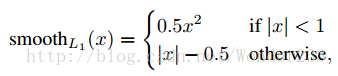 smooth_{L_1}(x) = { 0.5x^2 if |x| < 1
|x| − 0.5 otherwise,